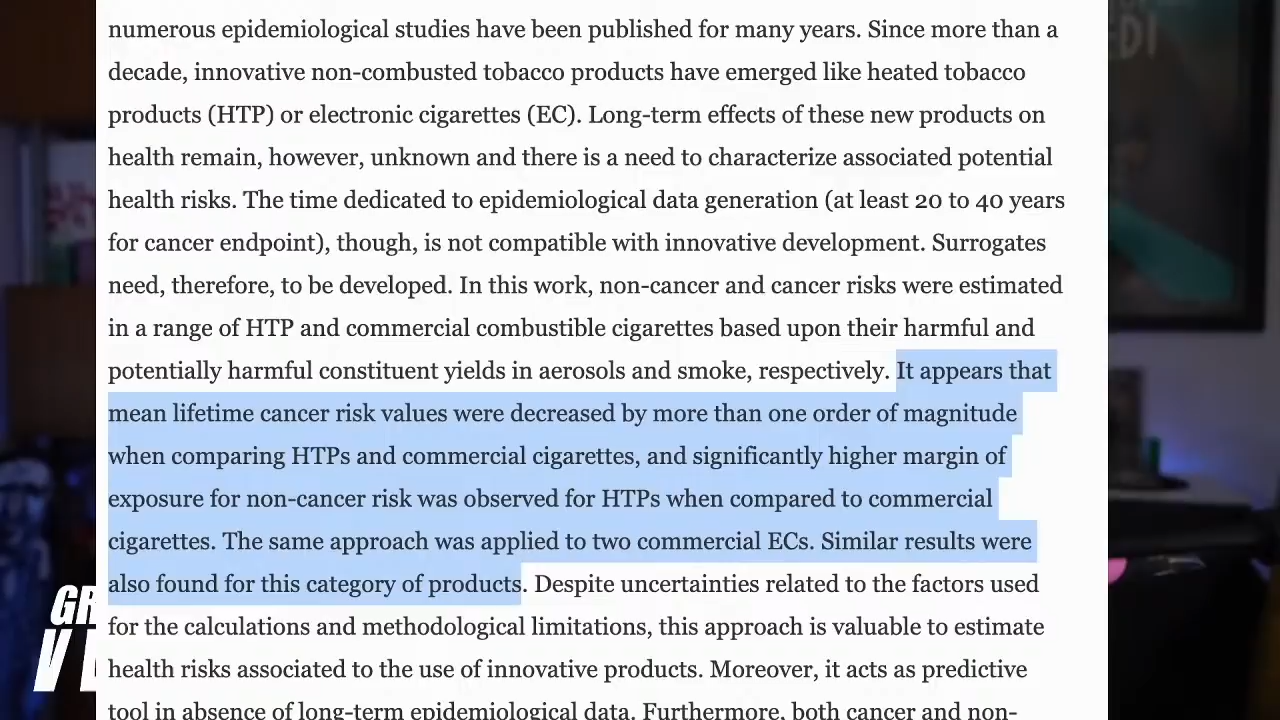 numerous epidemiological studies have been published for many years. Since more than a
decade, innovative non-combusted tobacco products have emerged like heated tobacco
products (HTP) or electronic cigarettes (EC). Long-term effects of these new products on
health remain, however, unknown and there is a need to characterize associated potential
health risks. The time dedicated to epidemiological data generation (at least 20 to 40 years
for cancer endpoint), though, is not compatible with innovative development. Surrogates
need, therefore, to be developed. In this work, non-cancer and cancer risks were estimated
in a range of HTP and commercial combustible cigarettes based upon their harmful and
potentially harmful constituent yields in aerosols and smoke, respectively. It appears that
mean lifetime cancer risk values were decreased by more than one order of magnitude
when comparing HTPs and commercial cigarettes, and significantly higher margin of
exposure for non-cancer risk was observed for HTPs when compared to commercial
cigarettes. The same approach was applied to two commercial ECs. Similar results were
also found for this category of products. Despite uncertainties related to the factors used
for the calculations and methodological limitations, this approach is valuable to estimate
health risks associated to the use of innovative products. Moreover, it acts as predictive
tool in absence of long-term epidemiological data. Furthermore, both cancer and non-